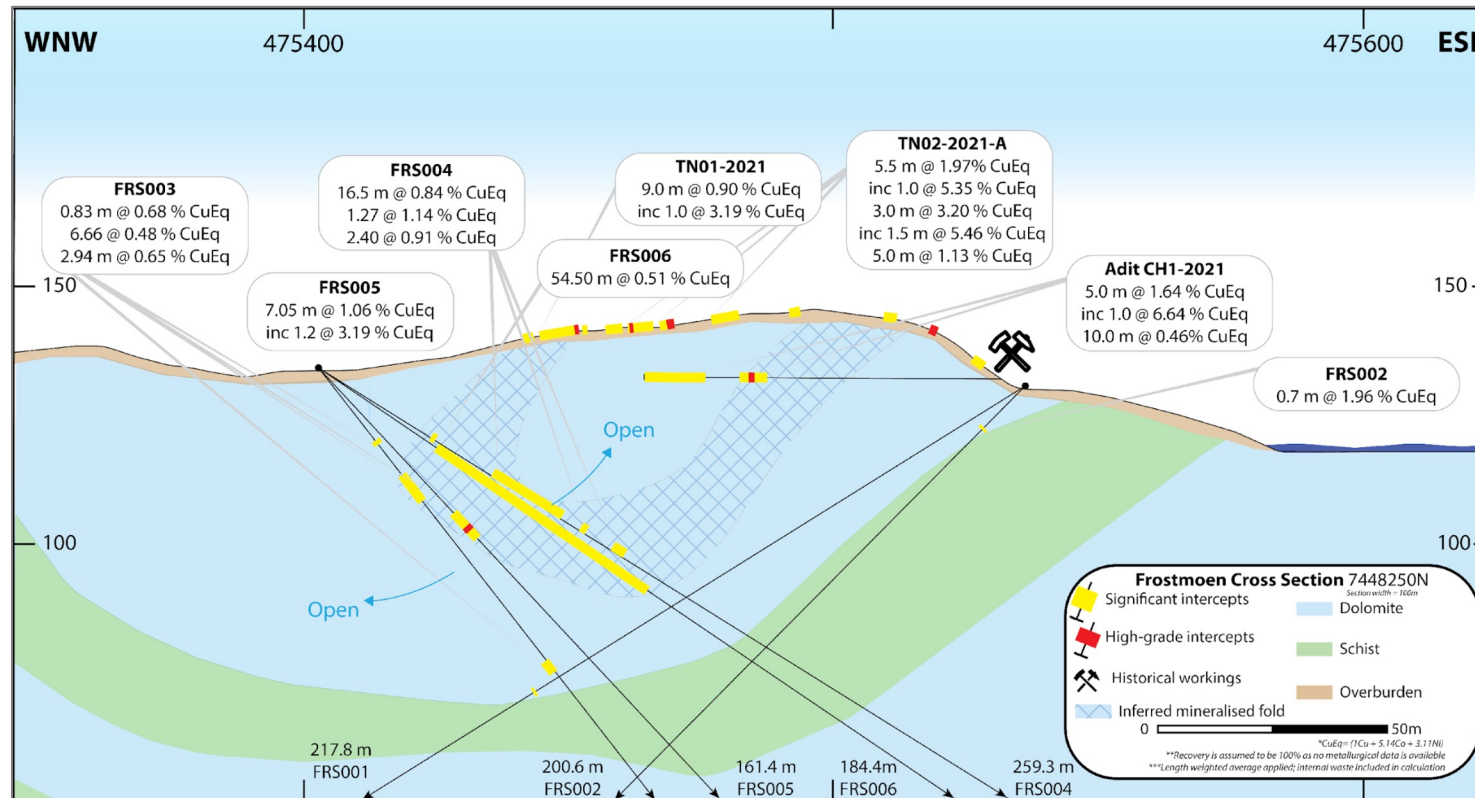 WNW
475400
475600
ESI
FRS003
0.83 m @ 0.68 % CuEq
6.66 @ 0.48 % CuEq
2.94 m @ 0.65 % CuEq
FRS004
16.5 m @ 0.84 % CuEq
1.27 @ 1.14 % CuEq
2.40 @ 0.91 % CuEq
TN01-2021
9.0 m @ 0.90 % CuEq
inc 1.0 @ 3.19 % CuEq
TN02-2021-A
5.5 m @ 1.97% CuEq
inc 1.0 @ 5.35 % CuEq
3.0 m @ 3.20 % CuEq
inc 1.5 m @ 5.46 % CuEq
5.0 m @ 1.13 % CuEq
FRS006
54.50 m @ 0.51 % CuEq
FRS005
7.05 m @ 1.06 % CuEq
inc 1.2 @ 3.19 % CuEq
Adit CH1-2021
5.0 m @ 1.64 % CuEq
inc 1.0 @ 6.64 % CuEq
10.0 m @ 0.46% CuEq
FRS002
0.7 m @ 1.96 % CuEq
150
150
100
100
Open
Open
217.8 m
FRS001
200.6 m
FRS002
161.4 m
FRS005
184.4m
FRS006
259.3 m
FRS004
Frostmoen Cross Section 7448250N
Section width = 100m
Significant intercepts
High-grade intercepts
Historical workings
Inferred mineralised fold
Dolomite
Schist
Overburden
0
50m
*CuEq= (1Cu + 5.14Co + 3.11Ni)
**Recovery is assumed to be 100% as no metallurgical data is available
***Length weighted average applied; internal waste included in calculation